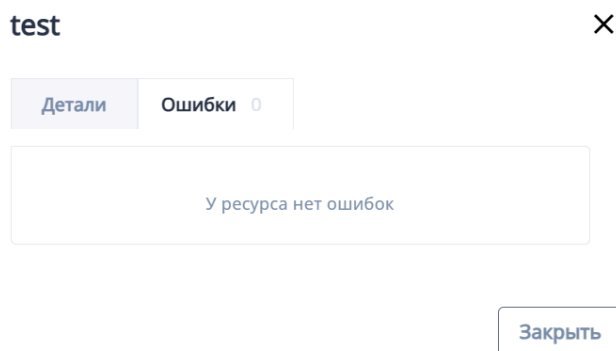 test
Детали
Ошибки 0
У ресурса нет ошибок
Закрыть